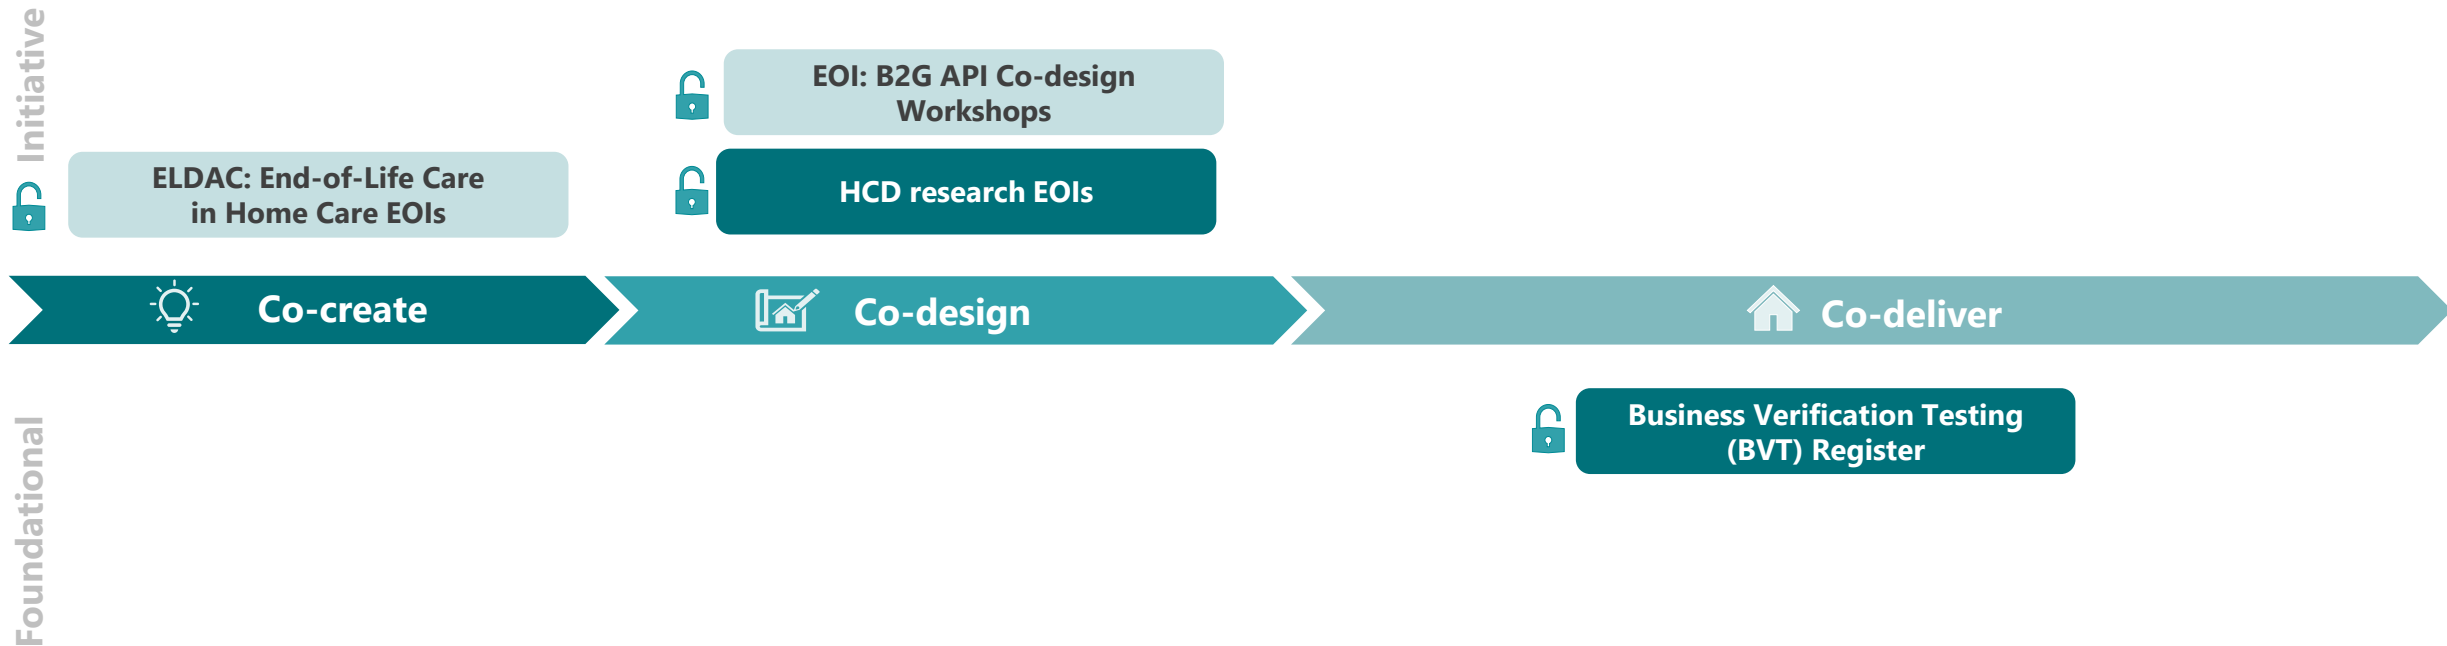 Initiative
EOI: B2G API Co-design
Workshops
ELDAC: End-of-Life Care
in Home Care EOIs
HCD research EOIs
Co-create
Co-design
Co-deliver
Foundational
Business Verification Testing
(BVT) Register